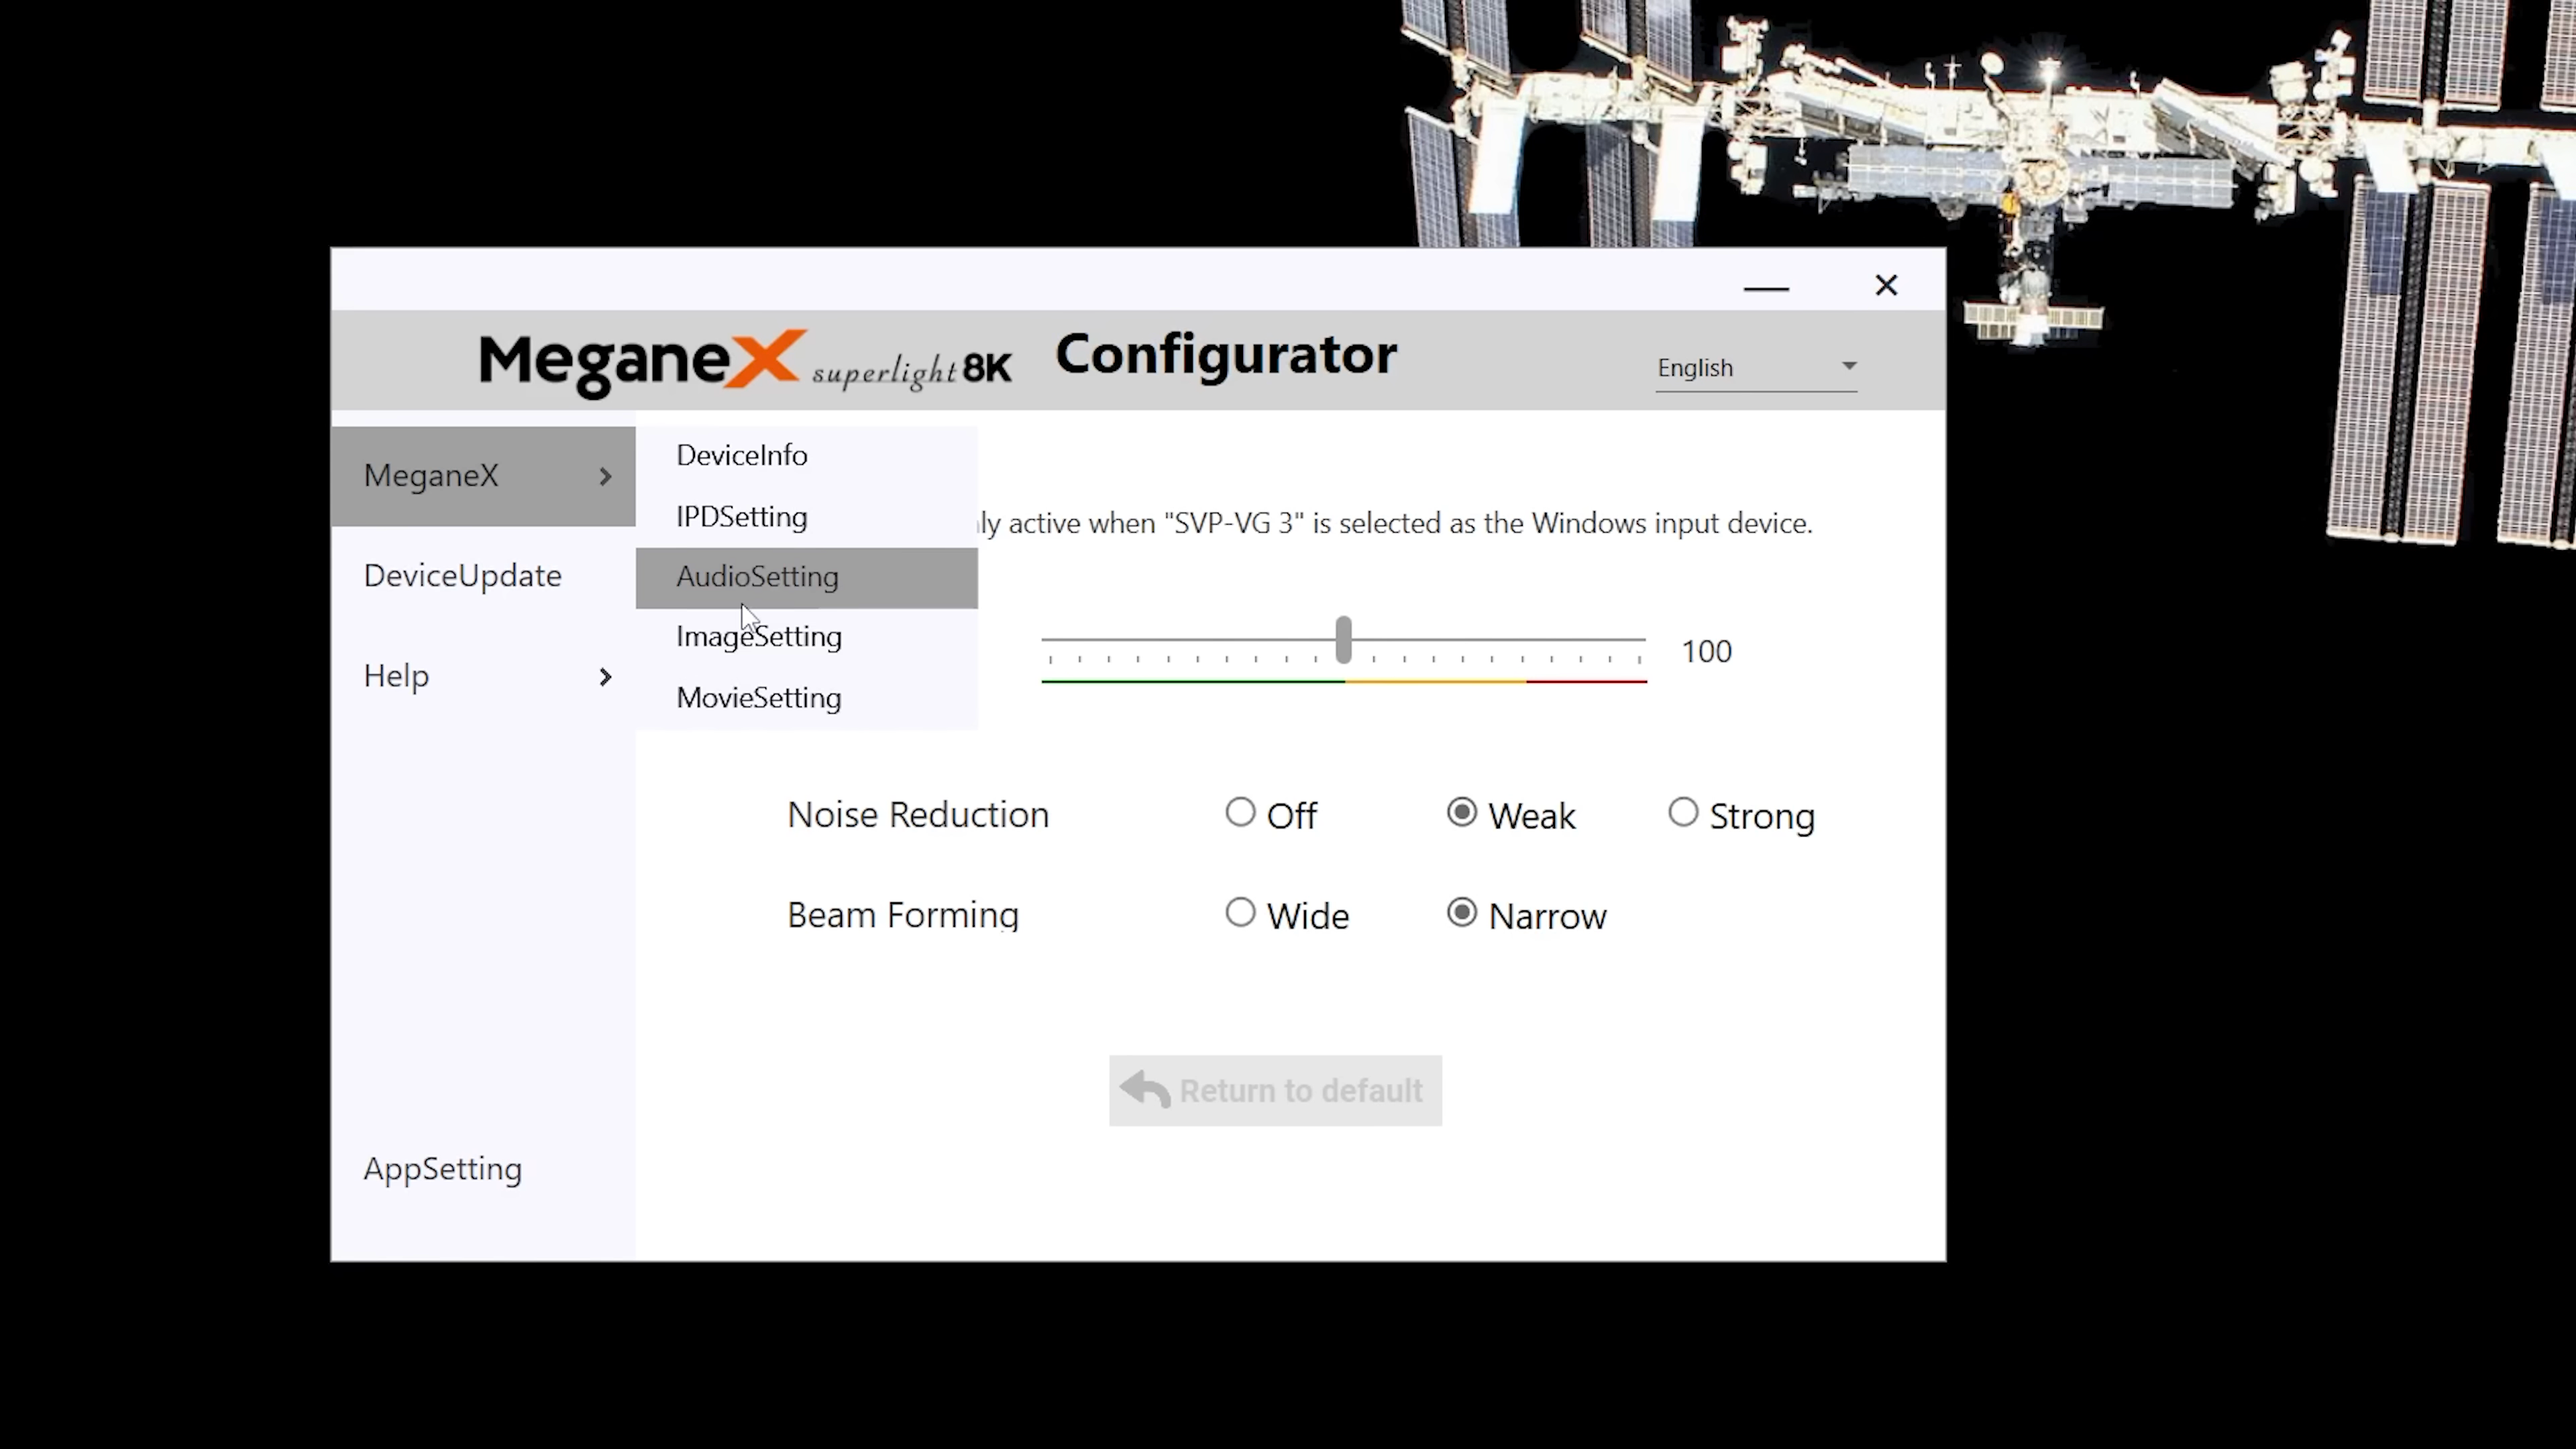 MeganeX superlight 8K Configurator
English
MeganeX
DeviceUpdate
Help
AppSetting
DeviceInfo
IPDSetting
AudioSetting
ImageSetting
MovieSetting
active when "SVP-VG 3" is selected as the Windows input device.
100
Noise Reduction Off Weak Strong
Beam Forming Wide Narrow
Return to default